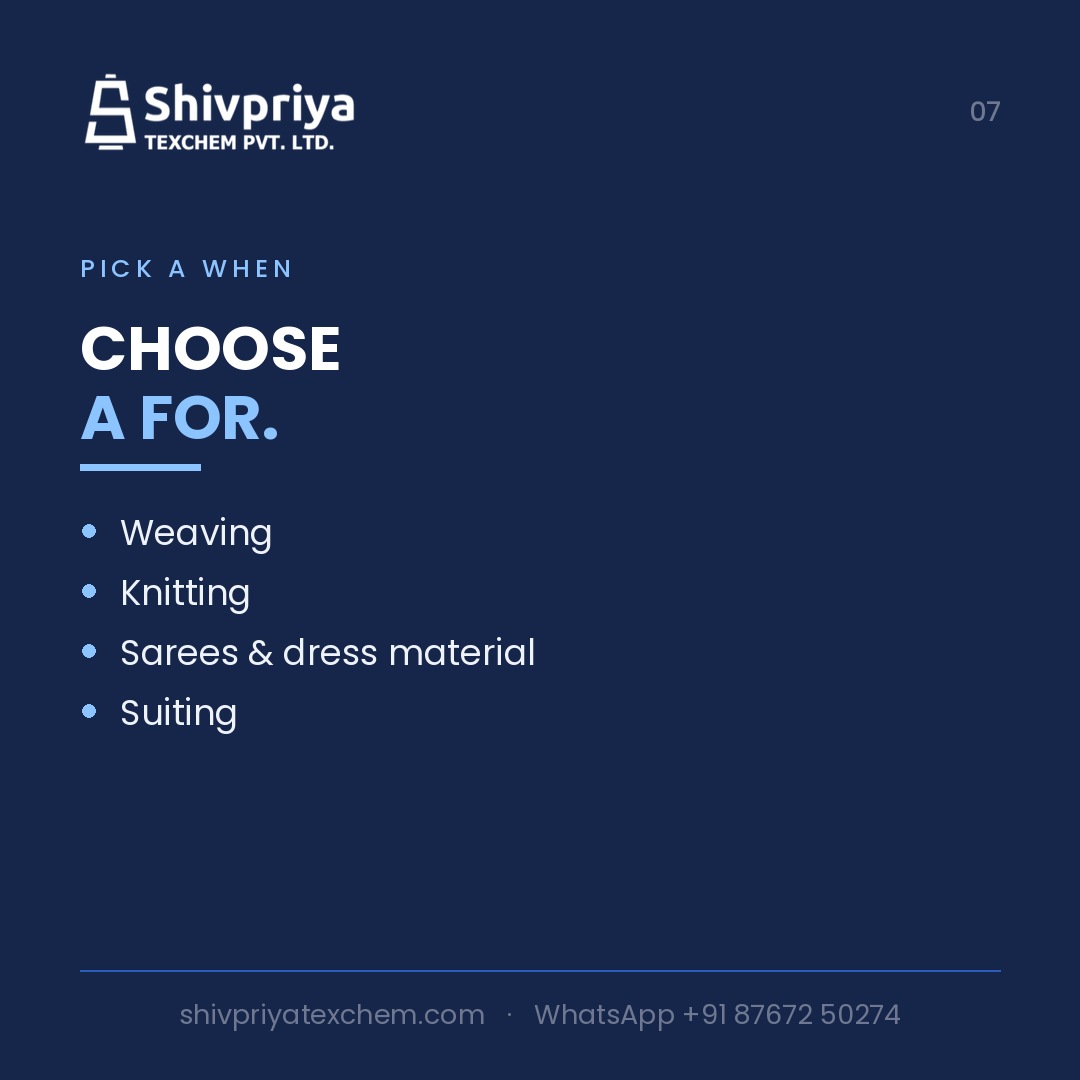 Shivpriya
TEXCHEM PVT. LTD.
07
PICK A WHEN
CHOOSE
A FOR.
Weaving
Knitting
Sarees & dress material
Suiting
shivpriyatexchem.com · WhatsApp +91 87672 50274